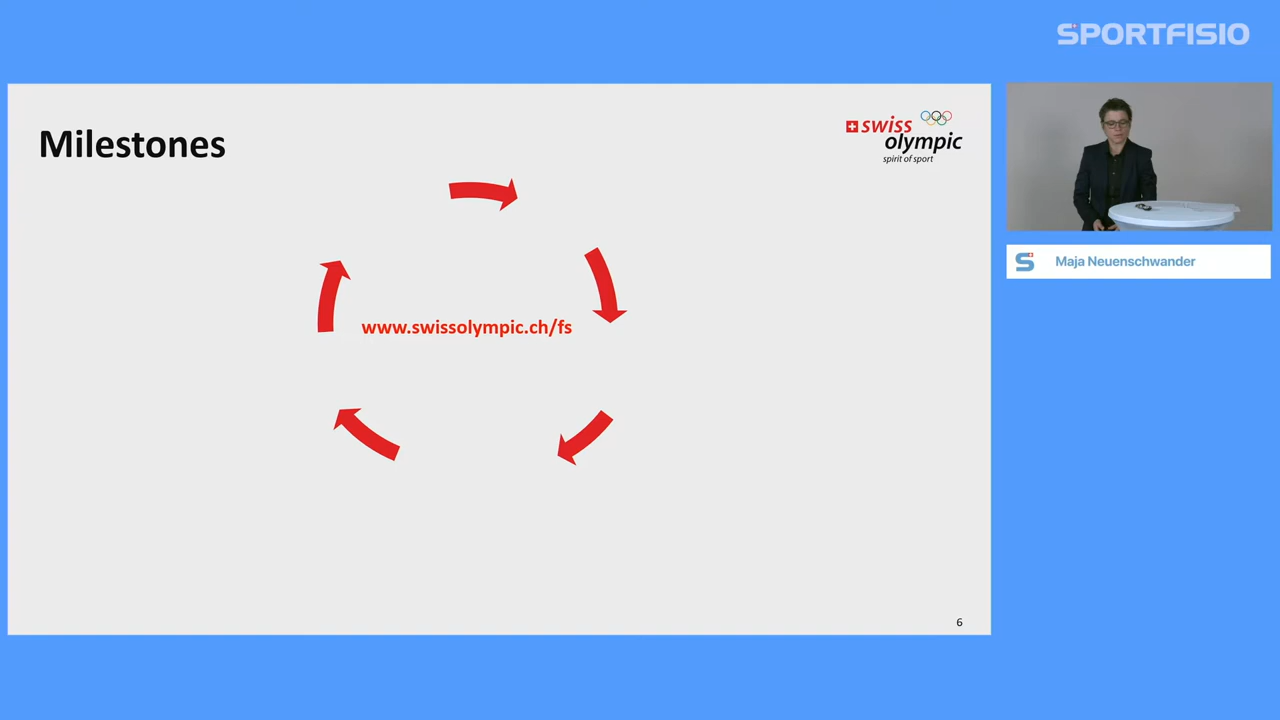 SPORTFISIO
Milestones
swiss
olympic
spirit of sport
www.swissolympic.ch/fs
S
Maja Neuenschwander
6